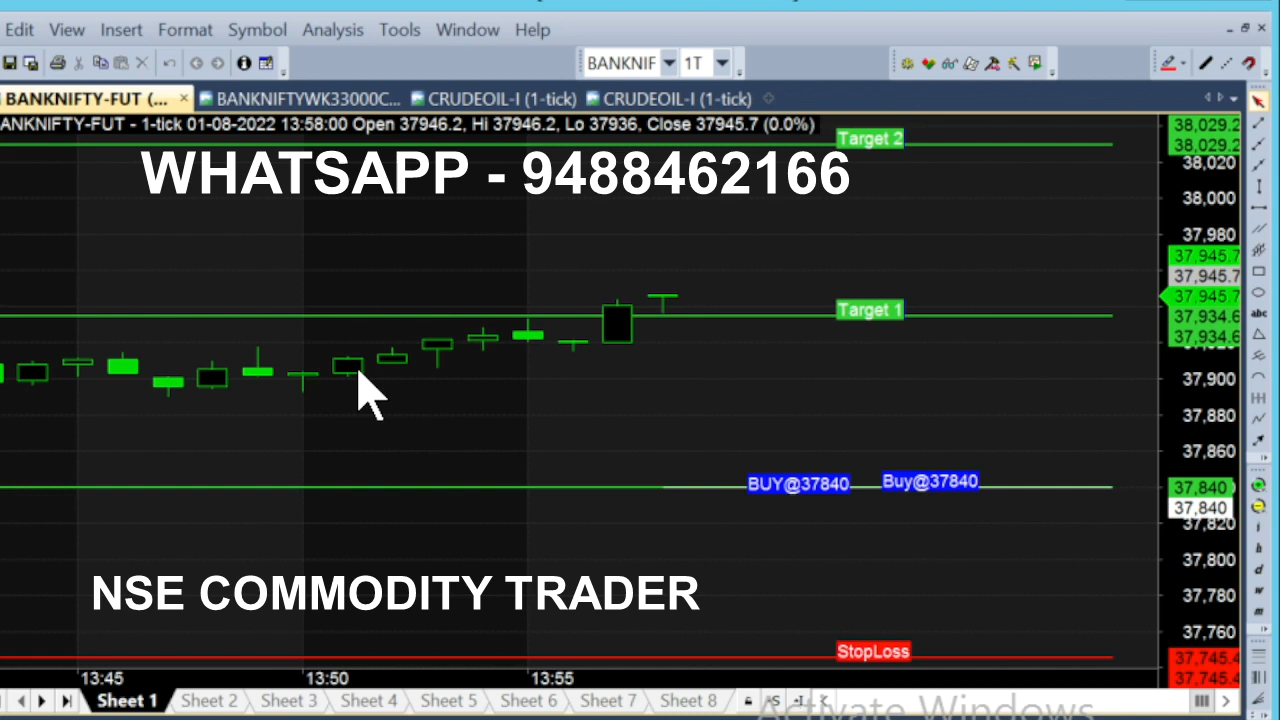 Edit View Insert Format Symbol Analysis Tools Window Help
BANKNIF 1T
BANKNIFTY-FUT (... × BANKNIFTYWK33000C... CRUDEOIL-I (1-tick) CRUDEOIL-I (1-tick)
ANKNIFTY-FUT - 1-tick 01-08-2022 13:58:00 Open 37946.2, Hi 37946.2, Lo 37936, Close 37945.7 (0.0%)
38,029.2
Target 2
38,029.2
38,020
WHATSAPP - 9488462166
38,000
37,980
37,945.7
37,945.7
37,945.7
Target 1
37,934.6
37,934.6
abc
37,900
37,880
37,860
BUY@37840 Buy@37840
37,840
37,840
37,820
37,800
NSE COMMODITY TRADER
37,780
37,760
StopLoss
37,745.4
37,745.4
i
h
d
w
m
13:45 13:50 13:55
Sheet 1 Sheet 2 Sheet 3 Sheet 4 Sheet 5 Sheet 6 Sheet 7 Sheet 8
Activate Windows